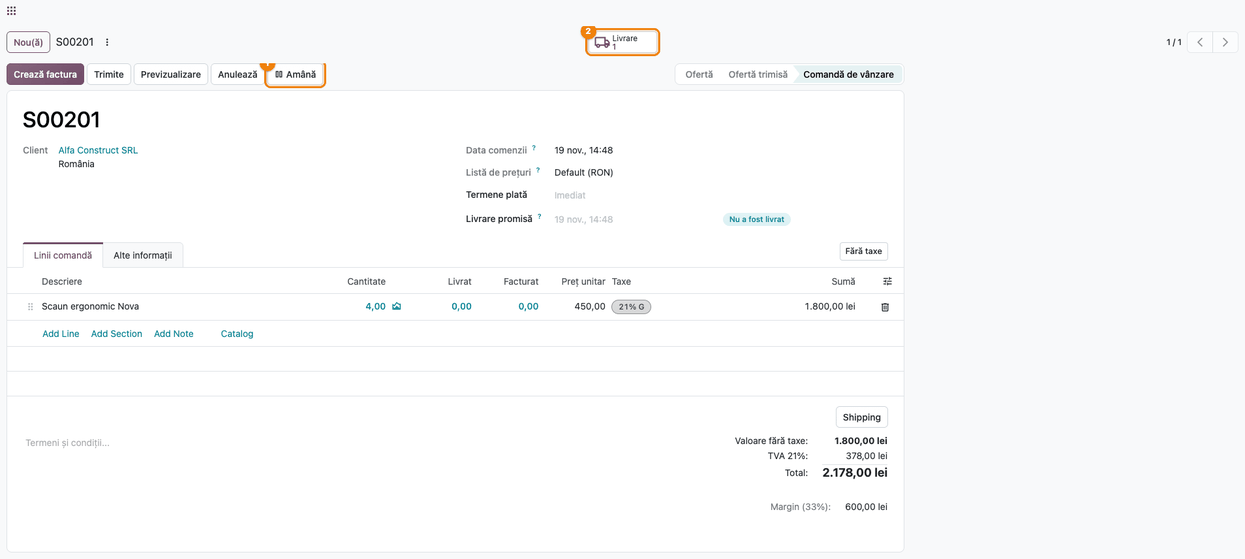 Nou(ă) S00201
2 Livrare
1
1 / 1
Crează factura Trimite Previzualizare Anulează Amână
Ofertă Ofertă trimisă Comandă de vânzare
S00201
Client Alfa Construct SRL
România
Data comenzii ? 19 nov., 14:48
Listă de prețuri ? Default (RON)
Termene plată Imediat
Livrare promisă ? 19 nov., 14:48 Nu a fost livrat
Linii comandă Alte informații Fără taxe
Descriere Cantitate Livrat Facturat Preț unitar Taxe Sumă
Scaun ergonomic Nova 4,00 0,00 0,00 450,00 21% G 1.800,00 lei
Add Line Add Section Add Note Catalog
Shipping
Termeni și condiții...
Valoare fără taxe: 1.800,00 lei
TVA 21%: 378,00 lei
Total: 2.178,00 lei
Margin (33%): 600,00 lei